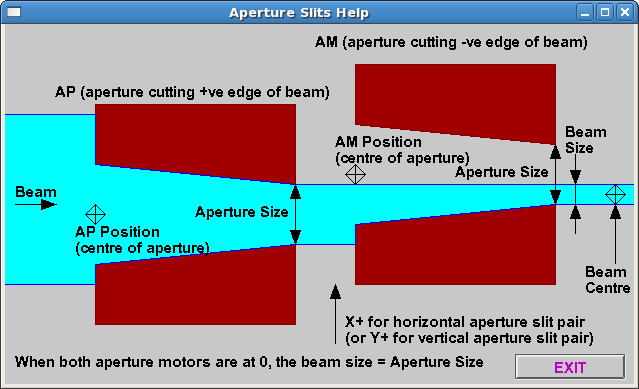 Aperture Slits Help
AM (aperture cutting -ve edge of beam)
AP (aperture cutting +ve edge of beam)
Beam
Size
AM Position
(centre of aperture)
Aperture Size
Beam
Aperture Size
AP Position
(centre of aperture)
Beam
Centre
X+ for horizontal aperture slit pair
(or Y+ for vertical aperture slit pair)
When both aperture motors are at 0, the beam size = Aperture Size
EXIT